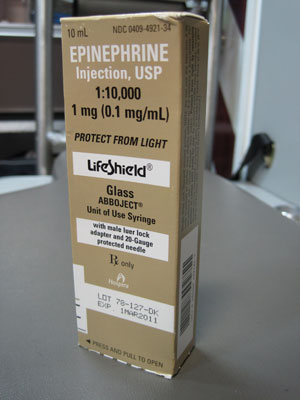 10 mL NDC 0409-4921-34
EPINEPHRINE
Injection, USP
1:10,000
1 mg (0.1 mg/mL)
PROTECT FROM LIGHT
LifeShield®
Glass
ABBOJECT®
Unit of Use Syringe
with male luer lock
adapter and 20-Gauge
protected needle
Rx only
Hospira
LOT 78-127-DK
EXP. 1MAR2011
◄ PRESS AND PULL TO OPEN